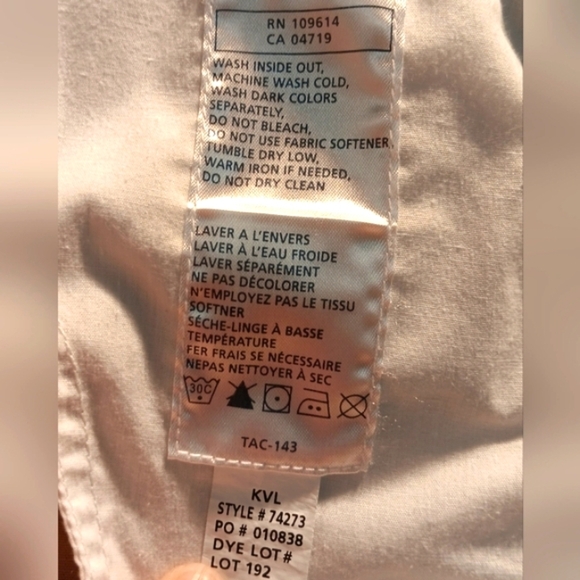 RN 109614
CA 04719
WASH INSIDE OUT,
MACHINE WASH COLD,
WASH DARK COLORS
SEPARATELY,
DO NOT BLEACH,
DO NOT USE FABRIC SOFTENER,
TUMBLE DRY LOW,
WARM IRON IF NEEDED,
DO NOT DRY CLEAN
LAVER A L'ENVERS
LAVER À L'EAU FROIDE
LAVER SÉPARÉMENT
NE PAS DÉCOLORER
N'EMPLOYEZ PAS LE TISSU
SOFTNER
SÉCHE-LINGE À BASSE
TEMPÉRATURE
FER FRAIS SE NÉCESSAIRE
NEPAS NETTOYER À SEC
30C
TAC-143
KVL
STYLE # 74273
PO # 010838
DYE LOT#
LOT 192